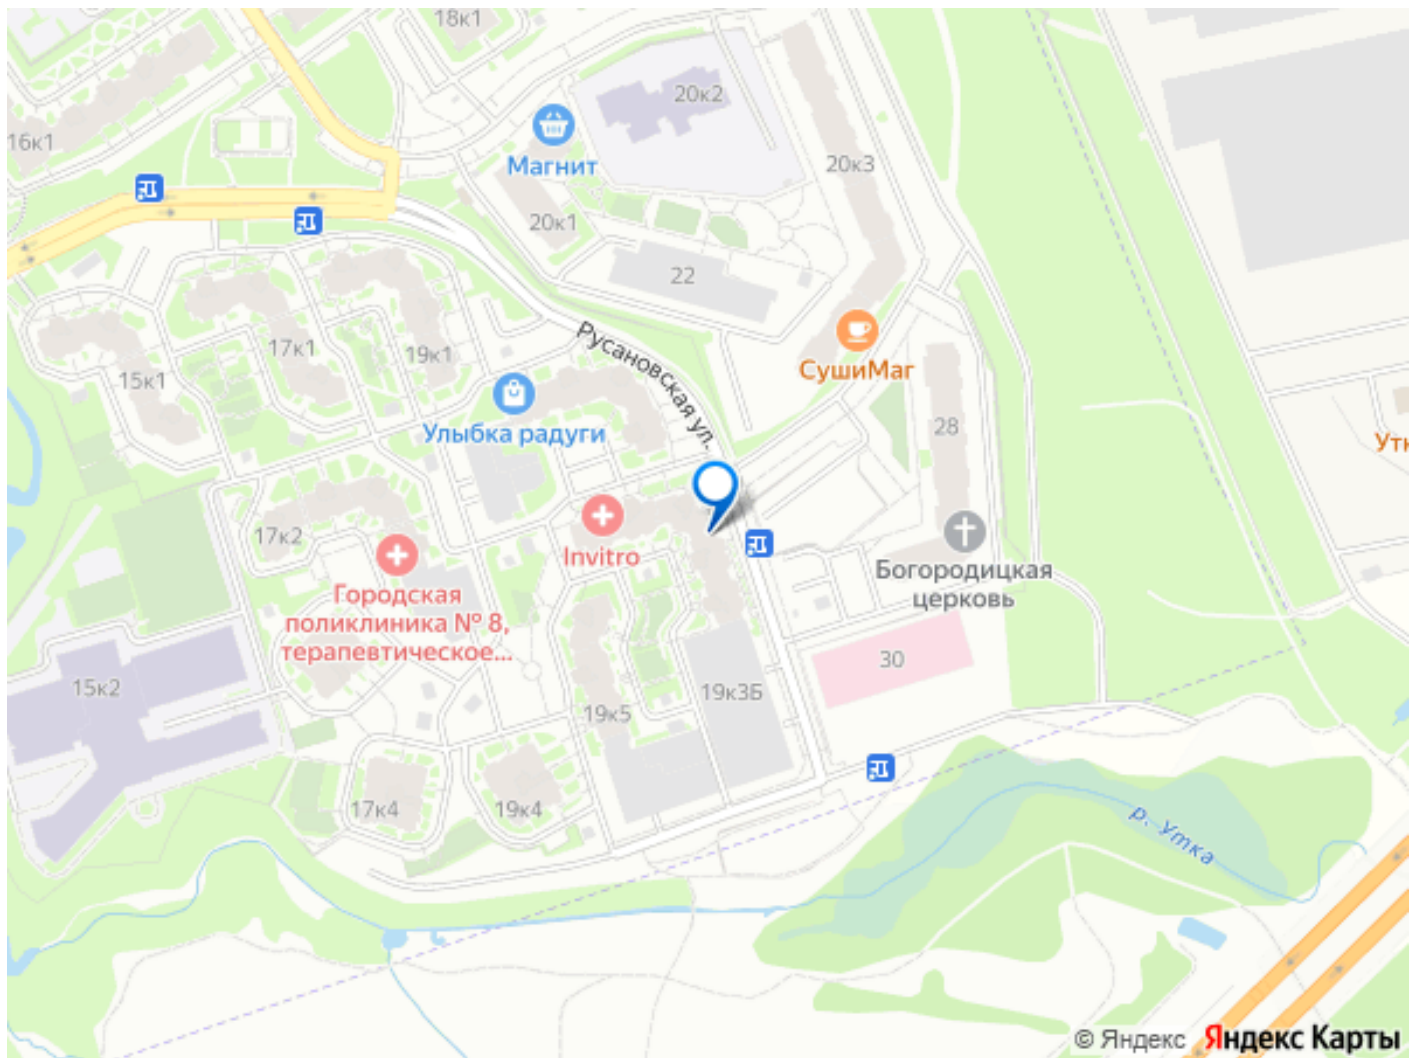 18к1
20к2
16к1
Магнит
20к3
20к1
22
Русановская ул.
17к1
19к1
15к1
СушиМаг
Улыбка радуги
28
Утк
17к2
Invitro
Городская
поликлиника № 8,
терапевтическое...
Богородицкая
церковь
30
15к2
19к3Б
19к5
17к4
19к4
р. Утка
© Яндекс Яндекс Карты